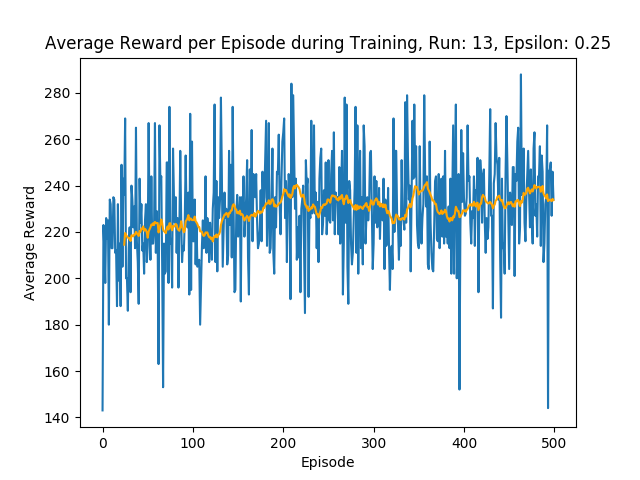 Average Reward per Episode during Training, Run: 13, Epsilon: 0.25
280
260
240
220
200
180
160
140
Average Reward
0 100 200 300 400 500
Episode